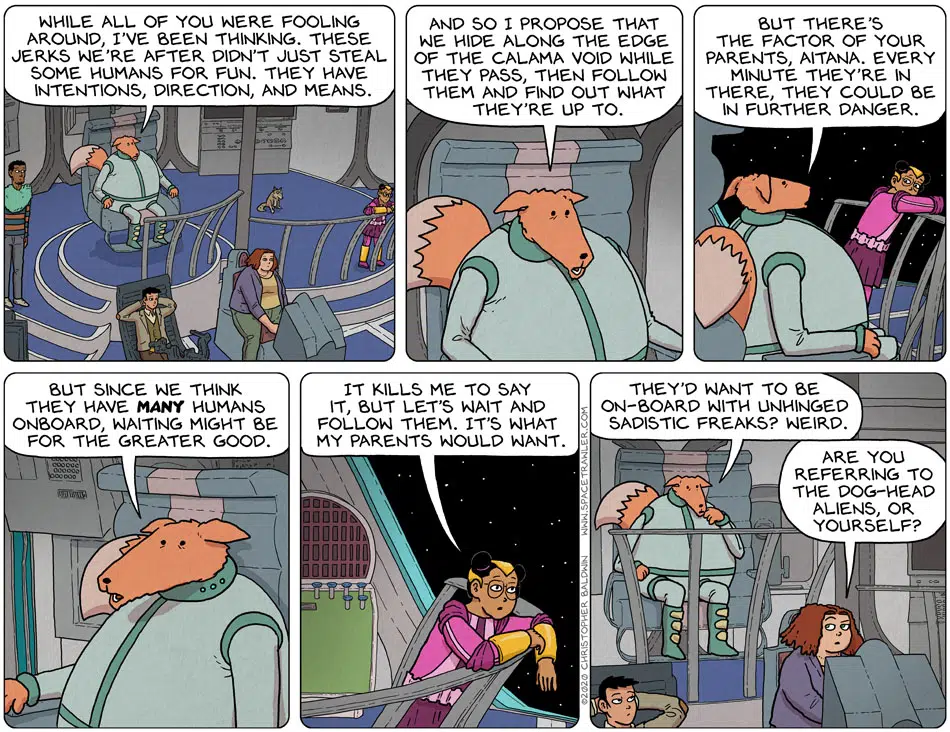 WHILE ALL OF YOU WERE FOOLING
AROUND, I'VE BEEN THINKING. THESE
JERKS WE'RE AFTER DIDN'T JUST STEAL
SOME HUMANS FOR FUN. THEY HAVE
INTENTIONS, DIRECTION, AND MEANS.
AND SO I PROPOSE THAT
WE HIDE ALONG THE EDGE
OF THE CALAMA VOID WHILE
THEY PASS, THEN FOLLOW
THEM AND FIND OUT WHAT
THEY'RE UP TO.
BUT THERE'S
THE FACTOR OF YOUR
PARENTS, AITANA. EVERY
MINUTE THEY'RE IN
THERE, THEY COULD BE
IN FURTHER DANGER.
BUT SINCE WE THINK
THEY HAVE MANY HUMANS
ONBOARD, WAITING MIGHT BE
FOR THE GREATER GOOD.
IT KILLS ME TO SAY
IT, BUT LET'S WAIT AND
FOLLOW THEM. IT'S WHAT
MY PARENTS WOULD WANT.
©2020 CHRISTOPHER BALDWIN WWW.SPACETRAWLER.COM
THEY'D WANT TO BE
ON-BOARD WITH UNHINGED
SADISTIC FREAKS? WEIRD.
ARE YOU
REFERRING TO
THE DOG-HEAD
ALIENS, OR
YOURSELF?